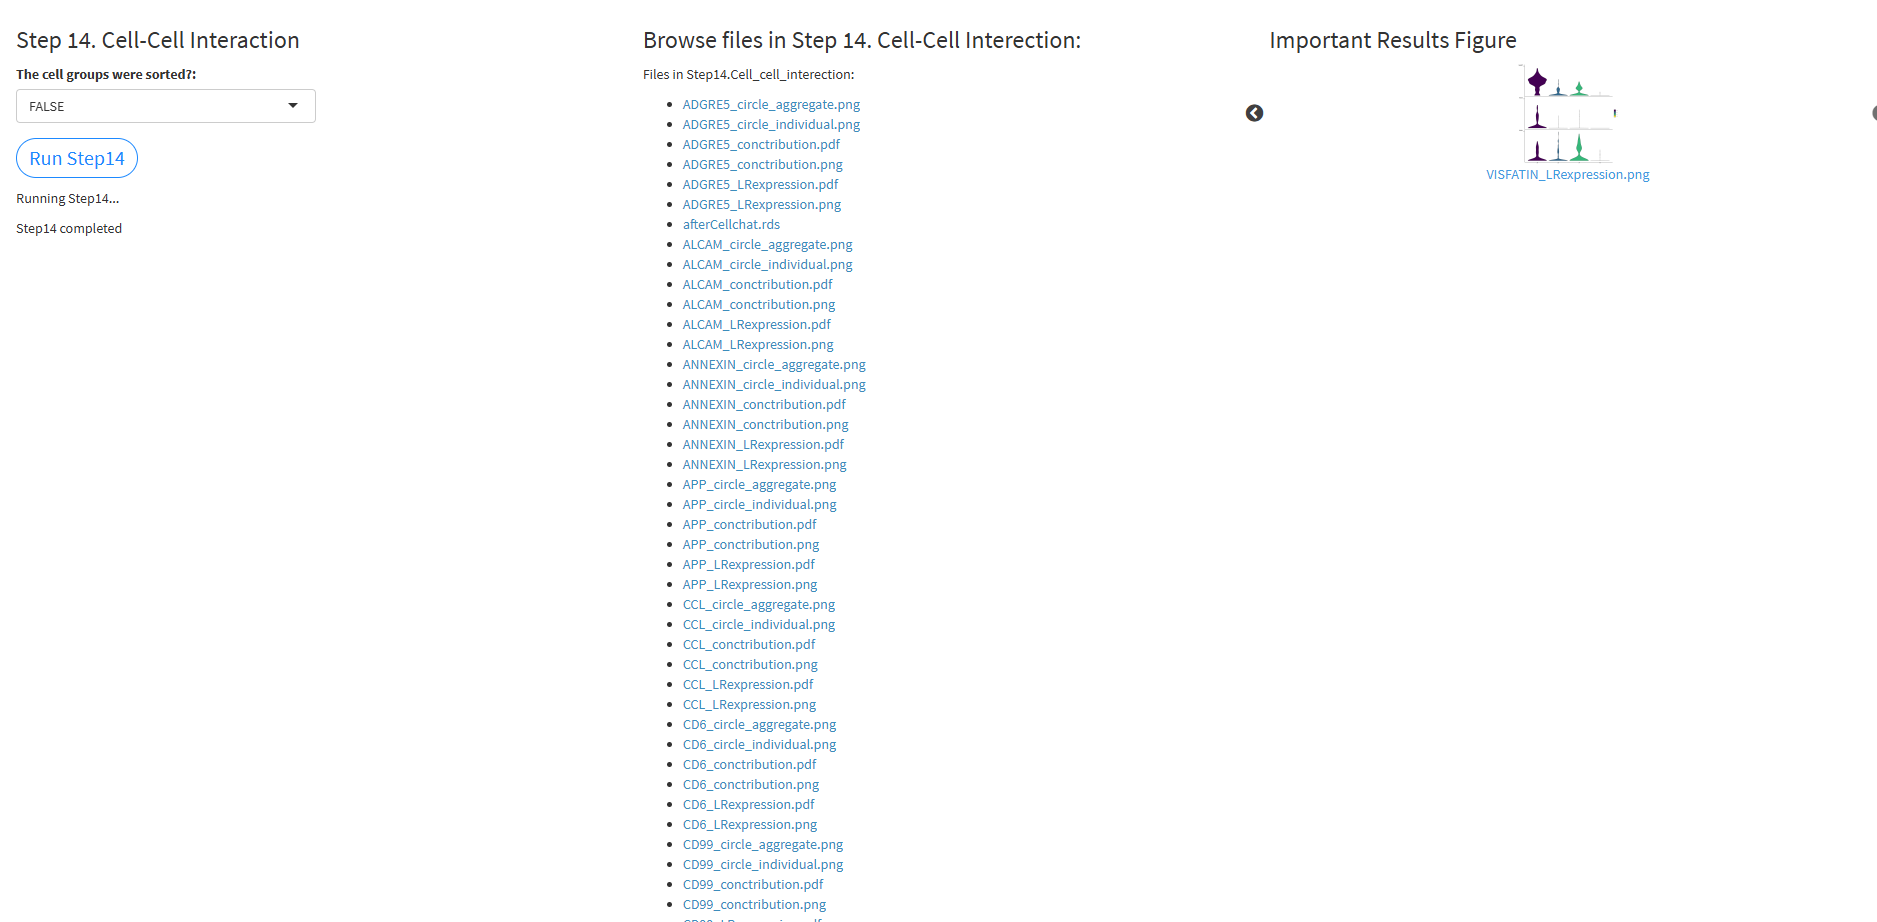 Step 14. Cell-Cell Interaction
The cell groups were sorted?:
FALSE
Run Step14
Running Step14...
Step14 completed
Browse files in Step 14. Cell-Cell Interection:
Files in Step14.Cell_cell_interection:
ADGRE5_circle_aggregate.png
ADGRE5_circle_individual.png
ADGRE5_conctribution.pdf
ADGRE5_conctribution.png
ADGRE5_LRexpression.pdf
ADGRE5_LRexpression.png
afterCellchat.rds
ALCAM_circle_aggregate.png
ALCAM_circle_individual.png
ALCAM_conctribution.pdf
ALCAM_conctribution.png
ALCAM_LRexpression.pdf
ALCAM_LRexpression.png
ANNEXIN_circle_aggregate.png
ANNEXIN_circle_individual.png
ANNEXIN_conctribution.pdf
ANNEXIN_conctribution.png
ANNEXIN_LRexpression.pdf
ANNEXIN_LRexpression.png
APP_circle_aggregate.png
APP_circle_individual.png
APP_conctribution.pdf
APP_conctribution.png
APP_LRexpression.pdf
APP_LRexpression.png
CCL_circle_aggregate.png
CCL_circle_individual.png
CCL_conctribution.pdf
CCL_conctribution.png
CCL_LRexpression.pdf
CCL_LRexpression.png
CD6_circle_aggregate.png
CD6_circle_individual.png
CD6_conctribution.pdf
CD6_conctribution.png
CD6_LRexpression.pdf
CD6_LRexpression.png
CD99_circle_aggregate.png
CD99_circle_individual.png
CD99_conctribution.pdf
CD99_conctribution.png
Important Results Figure
VISFATIN_LRexpression.png